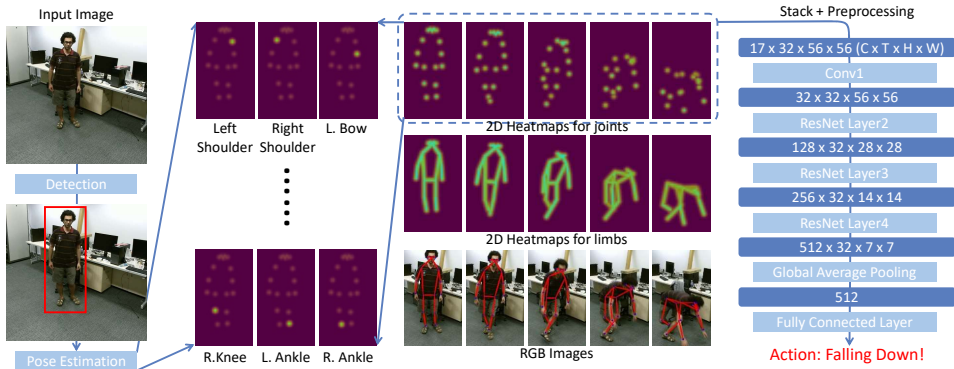 Input Image
Detection
Pose Estimation
Left Shoulder
Right Shoulder
L. Bow
R.Knee
L. Ankle
R. Ankle
2D Heatmaps for joints
2D Heatmaps for limbs
RGB Images
Stack + Preprocessing
17 x 32 x 56 x 56 (C x T x H x W)
Conv1
32 x 32 x 56 x 56
ResNet Layer2
128 x 32 x 28 x 28
ResNet Layer3
256 x 32 x 14 x 14
ResNet Layer4
512 x 32 x 7 x 7
Global Average Pooling
512
Fully Connected Layer
Action: Falling Down!